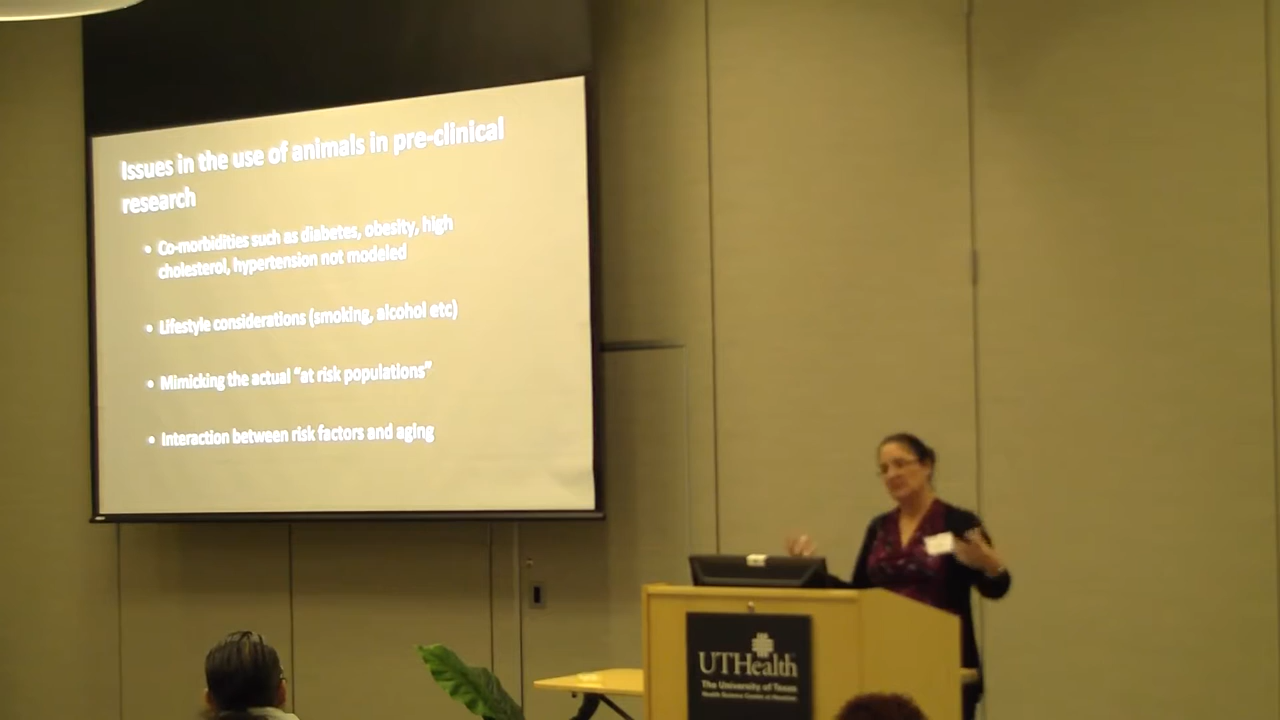 Issues in the use of animals in pre-clinical
research
• Co-morbidities such as diabetes, obesity, high
cholesterol, hypertension not modeled
• Lifestyle considerations (smoking, alcohol etc)
• Mimicking the actual “at risk populations”
• Interaction between risk factors and aging
UTHealth
The University of Texas
Health Science Center at Houston